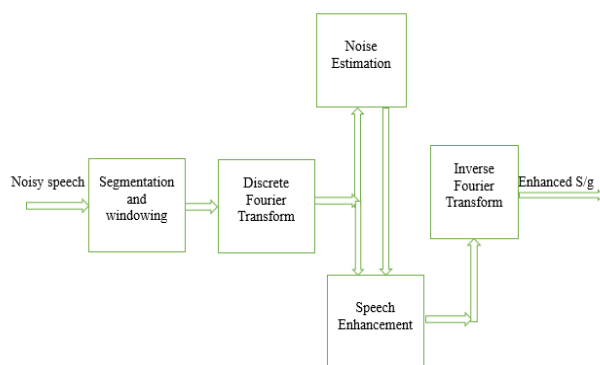 Noise
Estimation
Noisy speech
Segmentation
and
windowing
Discrete
Fourier
Transform
Inverse
Fourier
Transform
Enhanced S/g
Speech
Enhancement